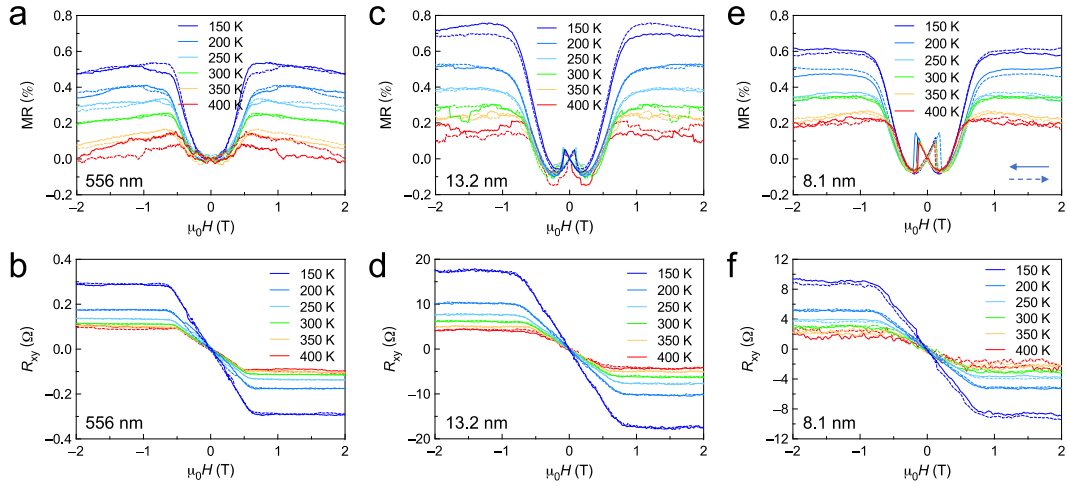 a
MR (%)
0.8
0.6
0.4
0.2
0.0
−0.2
150 K
200 K
250 K
300 K
350 K
400 K
556 nm
−2 −1 0 1 2
μ0H (T)
c
MR (%)
0.8
0.6
0.4
0.2
0.0
−0.2
150 K
200 K
250 K
300 K
350 K
400 K
13.2 nm
−2 −1 0 1 2
μ0H (T)
e
MR (%)
0.8
0.6
0.4
0.2
0.0
−0.2
150 K
200 K
250 K
300 K
350 K
400 K
8.1 nm
−2 −1 0 1 2
μ0H (T)
b
Rxy (Ω)
0.4
0.2
0.0
−0.2
−0.4
150 K
200 K
250 K
300 K
350 K
400 K
556 nm
−2 −1 0 1 2
μ0H (T)
d
Rxy (Ω)
20
10
0
−10
−20
150 K
200 K
250 K
300 K
350 K
400 K
13.2 nm
−2 −1 0 1 2
μ0H (T)
f
Rxy (Ω)
12
8
4
0
−4
−8
−12
150 K
200 K
250 K
300 K
350 K
400 K
8.1 nm
−2 −1 0 1 2
μ0H (T)